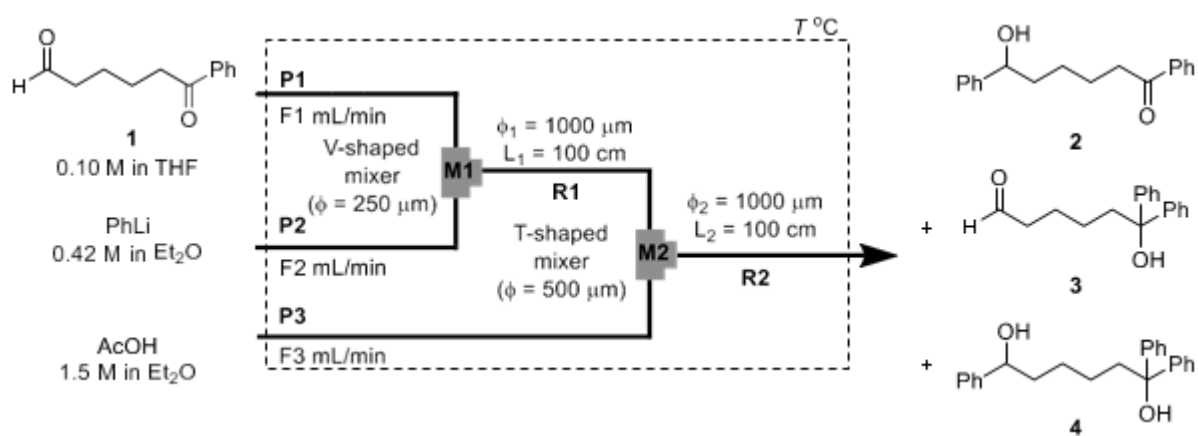 O
H
Ph
O
1
0.10 M in THF
PhLi
0.42 M in Et₂O
AcOH
1.5 M in Et₂O
T °C
P1
F1 mL/min
V-shaped
mixer
(ϕ = 250 μm)
M1
ϕ₁ = 1000 μm
L₁ = 100 cm
R1
P2
F2 mL/min
T-shaped
mixer
(ϕ = 500 μm)
M2
ϕ₂ = 1000 μm
L₂ = 100 cm
R2
P3
F3 mL/min
OH
Ph
Ph
O
2
+
O
H
Ph
Ph
OH
3
+
OH
Ph
Ph
Ph
OH
4